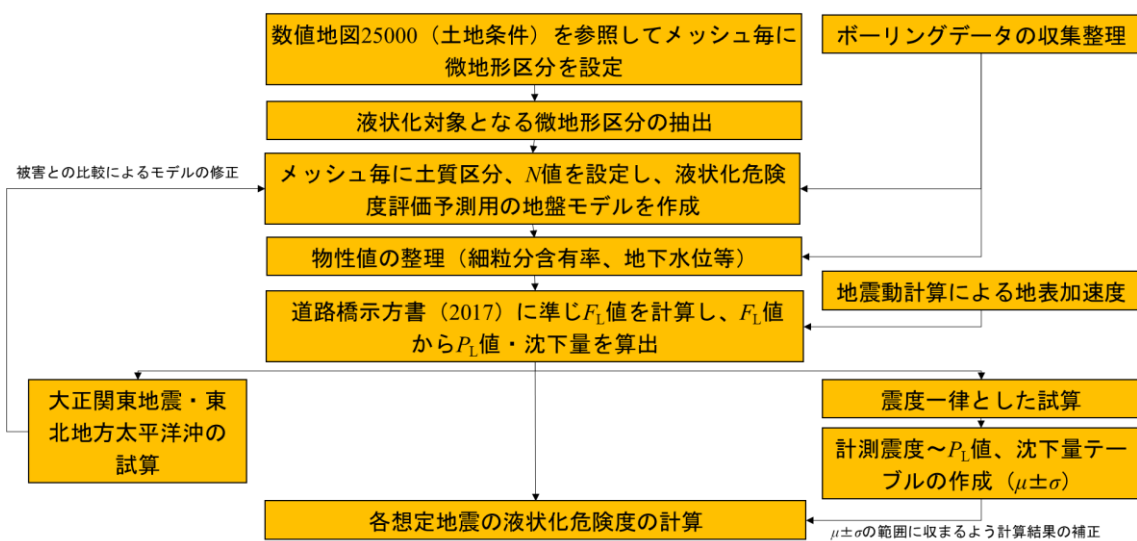 数値地図25000（土地条件）を参照してメッシュ毎に
微地形区分を設定
ボーリングデータの収集整理
液状化対象となる微地形区分の抽出
被害との比較によるモデルの修正
メッシュ毎に土質区分、N値を設定し、液状化危険
度評価予測用の地盤モデルを作成
物性値の整理（細粒分含有率、地下水位等）
地震動計算による地表加速度
道路橋示方書（2017）に準じFL値を計算し、FL値
からPL値・沈下量を算出
大正関東地震・東
北地方太平洋沖の
試算
震度一律とした試算
計測震度～PL値、沈下量テー
ブルの作成（μ±σ）
各想定地震の液状化危険度の計算
μ±σの範囲に収まるよう計算結果の補正